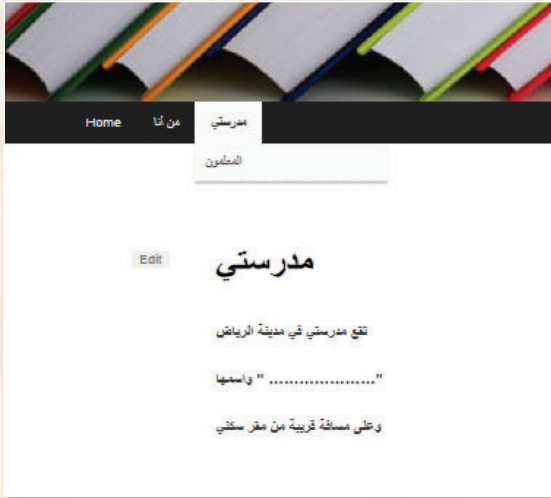 Home من أنا مدرستي
المعلمون
Edit
مدرستي
تقع مدرستي في مدينة الرياض
واسمها " ..................... "
وعلى مسافة قريبة من مقر سكني